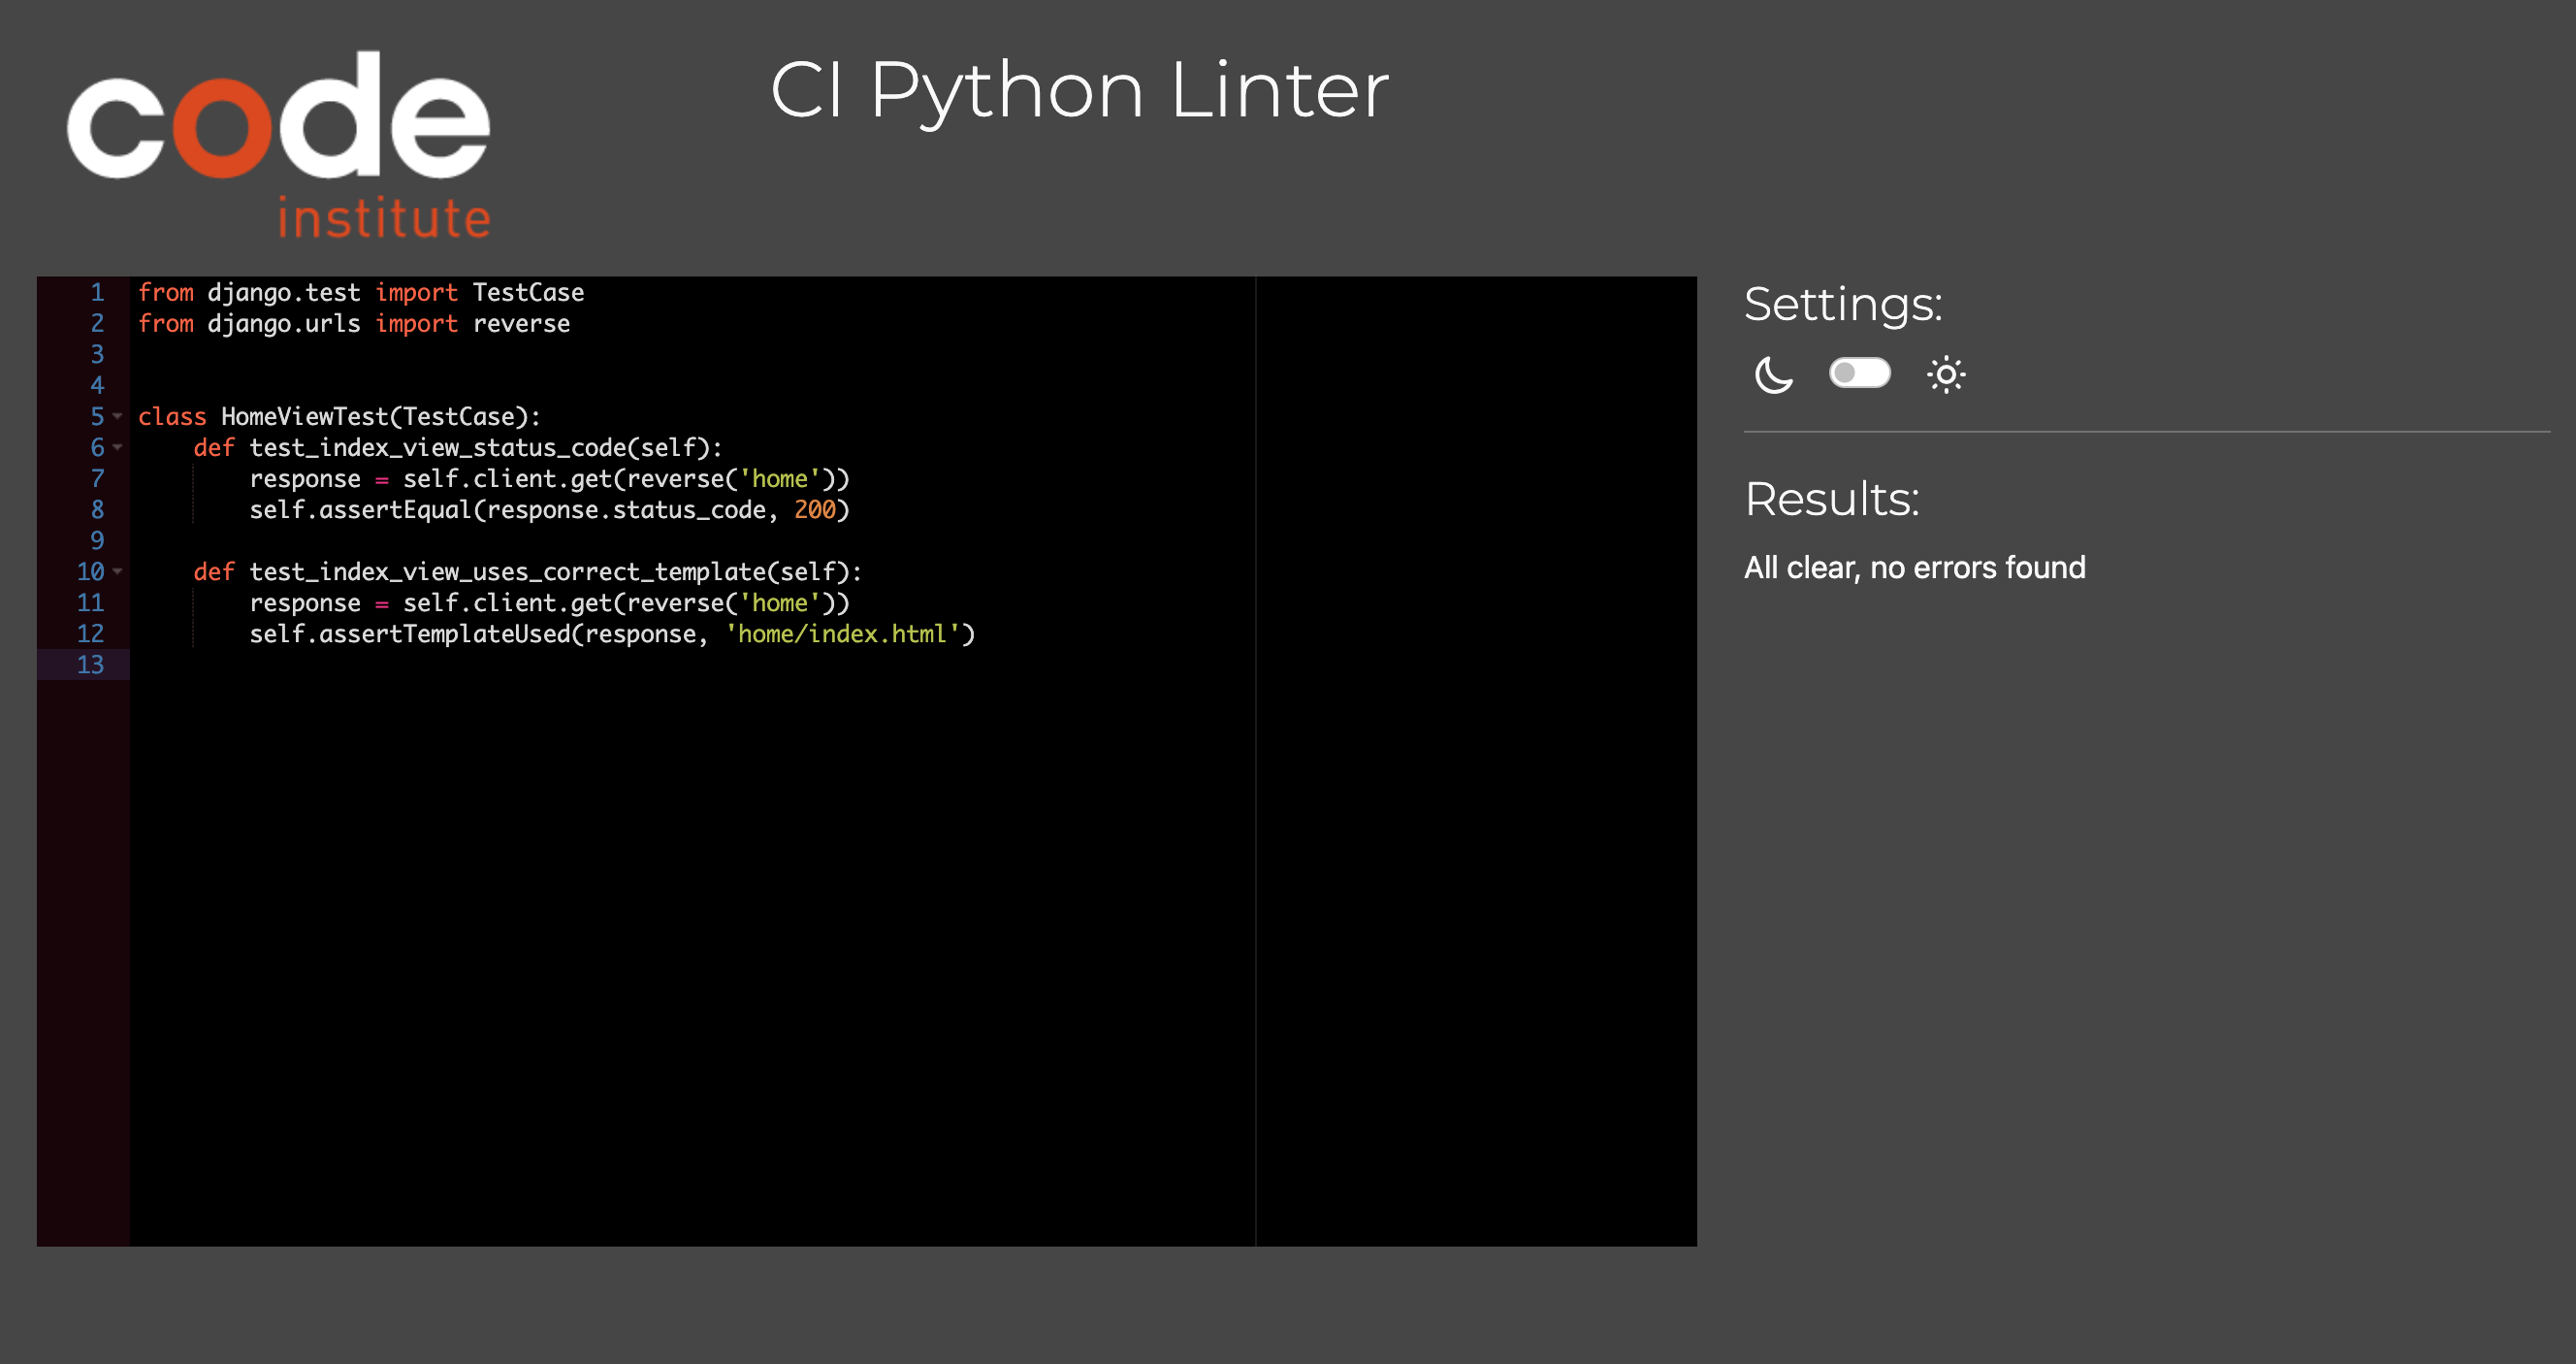 code
institute
CI Python Linter
1 from django.test import TestCase
2 from django.urls import reverse
3
4
5 class HomeViewTest(TestCase):
6     def test_index_view_status_code(self):
7         response = self.client.get(reverse('home'))
8         self.assertEqual(response.status_code, 200)
9
10     def test_index_view_uses_correct_template(self):
11         response = self.client.get(reverse('home'))
12         self.assertTemplateUsed(response, 'home/index.html')
13
Settings:
Results:
All clear, no errors found